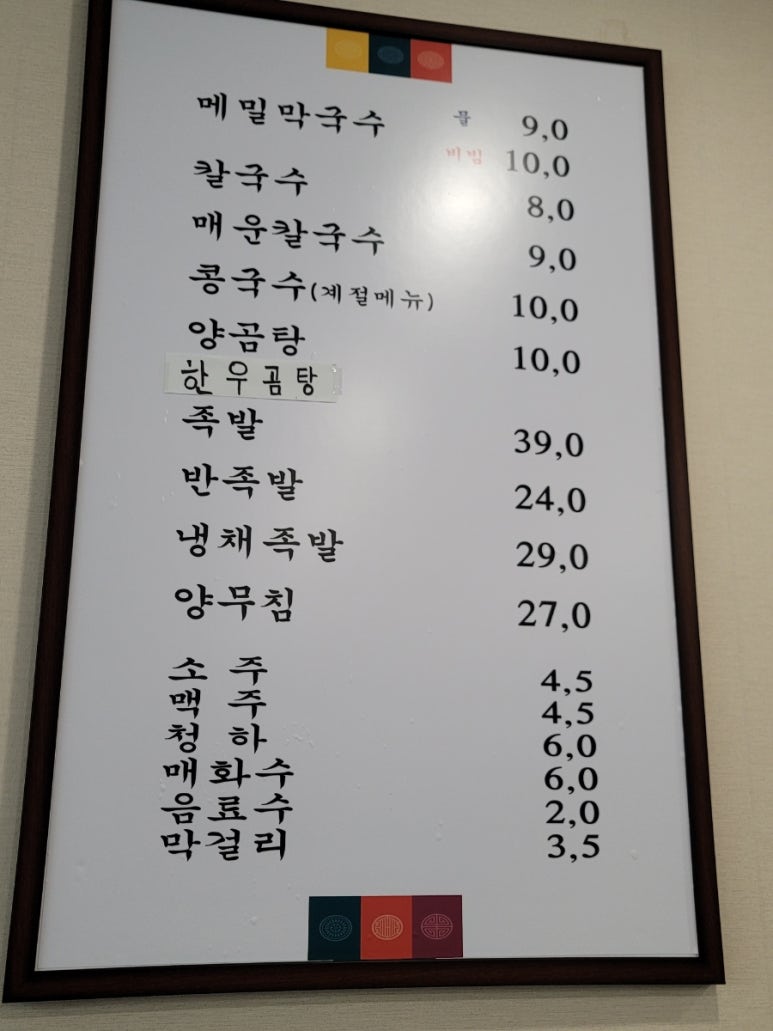 메밀막국수 물 9,0
비빔 10,0
칼국수 8,0
매운칼국수 9,0
콩국수(계절메뉴) 10,0
양곰탕 10,0
한우곰탕
족발 39,0
반족발 24,0
냉채족발 29,0
양무침 27,0
소 주 4,5
맥 주 4,5
청 하 6,0
매화수 6,0
음료수 2,0
막걸리 3,5